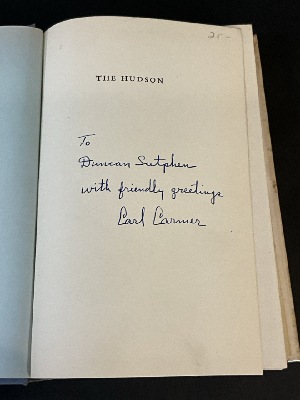 25-
THE HUDSON
To
Duncan Sutphen
with friendly greetings
Carl Carmer